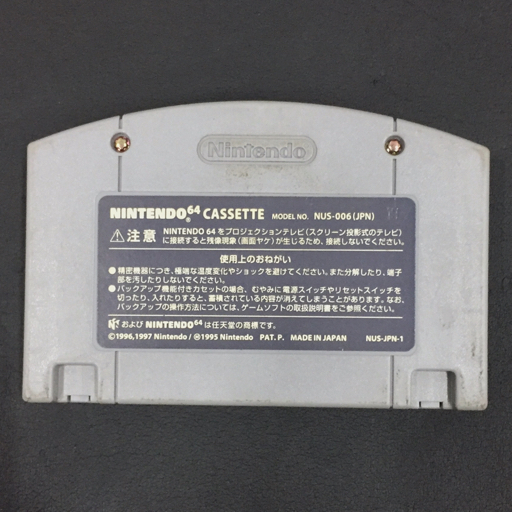 Nintendo
NINTENDO64 CASSETTE MODEL NO. NUS-006(JPN)
⚠注意 NINTENDO 64 をプロジェクションテレビ(スクリーン投影式のテレビ)
に接続すると残像現象(画面ヤケ)が生じるため、接続しないでください。
使用上のおねがい
●精密機器につき、極端な温度変化やショックを避けてください。また分解したり、端子
部を汚したりしないでください。
●バックアップ機能付きカセットの場合、むやみに電源スイッチやリセットスイッチを
切ったり、入れたりすると、蓄積されている内容が消えてしまうことがあります。なお、
バックアップの操作方法については、ゲームソフトの取扱説明書をご参照ください。
および NINTENDO64 は任天堂の商標です。
©1996,1997 Nintendo/Ⓜ1995 Nintendo PAT. P. MADE IN JAPAN NUS-JPN-1